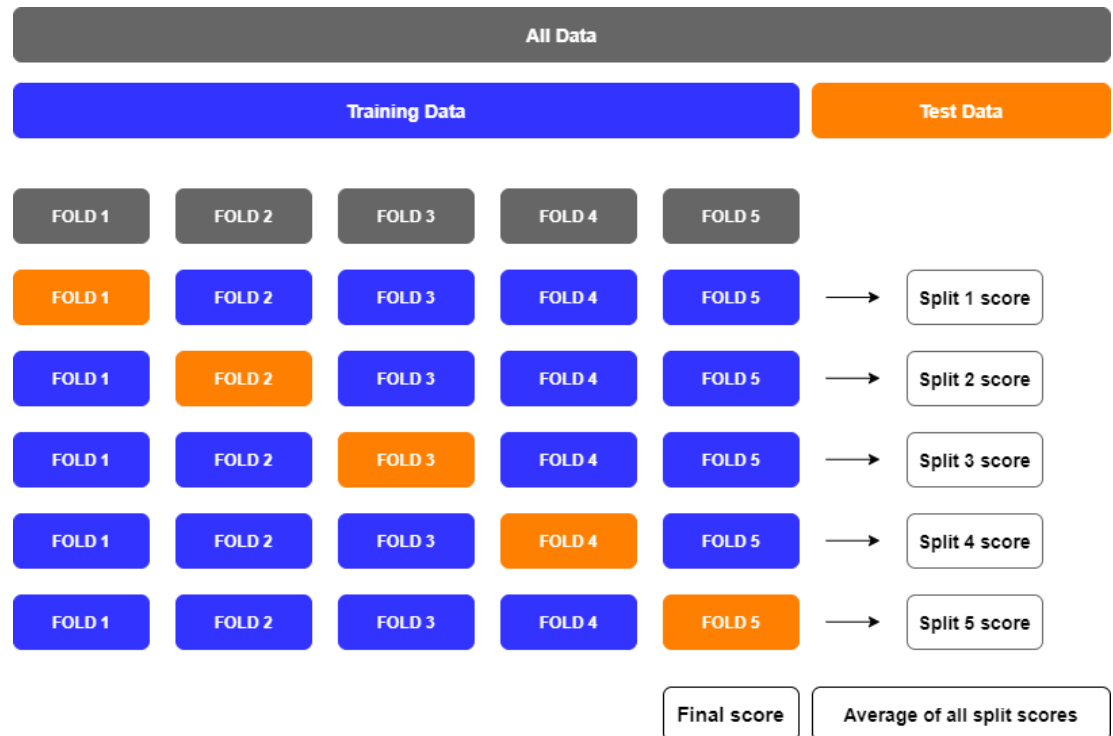 All Data
Training Data Test Data
FOLD 1 FOLD 2 FOLD 3 FOLD 4 FOLD 5
FOLD 1 FOLD 2 FOLD 3 FOLD 4 FOLD 5 Split 1 score
FOLD 1 FOLD 2 FOLD 3 FOLD 4 FOLD 5 Split 2 score
FOLD 1 FOLD 2 FOLD 3 FOLD 4 FOLD 5 Split 3 score
FOLD 1 FOLD 2 FOLD 3 FOLD 4 FOLD 5 Split 4 score
FOLD 1 FOLD 2 FOLD 3 FOLD 4 FOLD 5 Split 5 score
Final score Average of all split scores